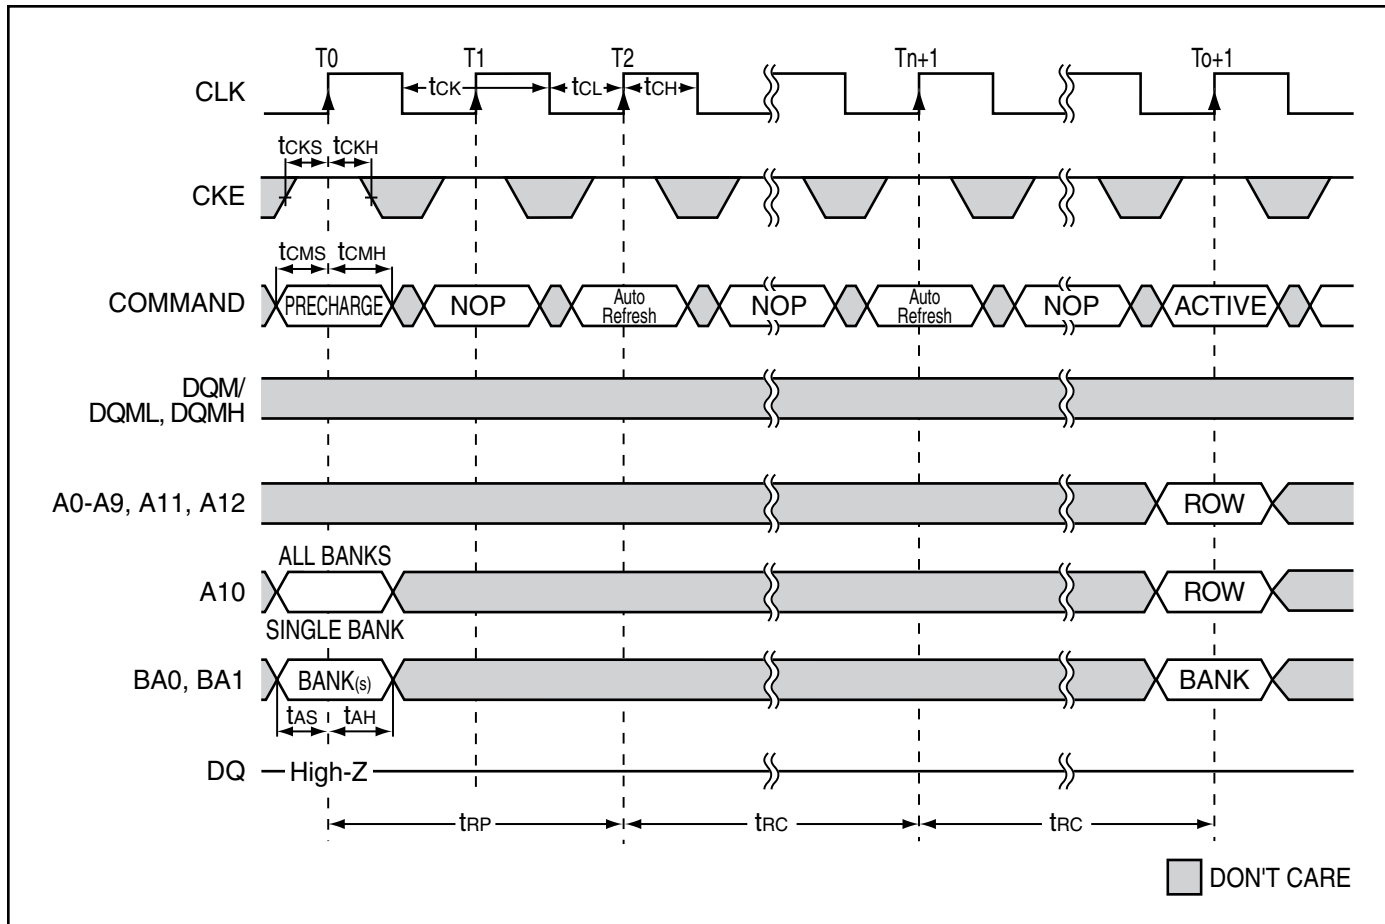 T0 T1 T2 Tn+1 To+1
CLK tCK tCL tCH
tCKS tCKH
CKE
tCMS tCMH
COMMAND PRECHARGE NOP Auto Refresh NOP Auto Refresh NOP ACTIVE
DQM/
DQML, DQMH
A0-A9, A11, A12 ROW
ALL BANKS
A10 ROW
SINGLE BANK
BA0, BA1 BANK(s) BANK
tAS tAH
DQ High-Z
tRP tRC tRC
DON'T CARE